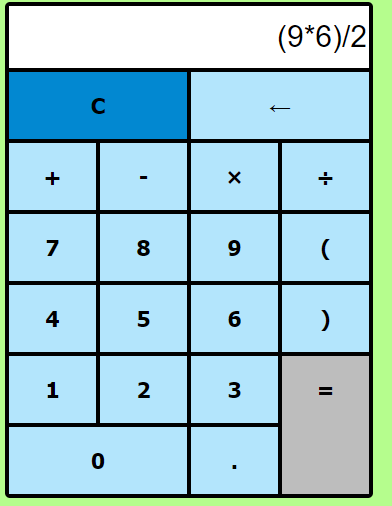 (9*6)/2
C ←
+ - × ÷
7 8 9 (
4 5 6 )
1 2 3 =
0 .